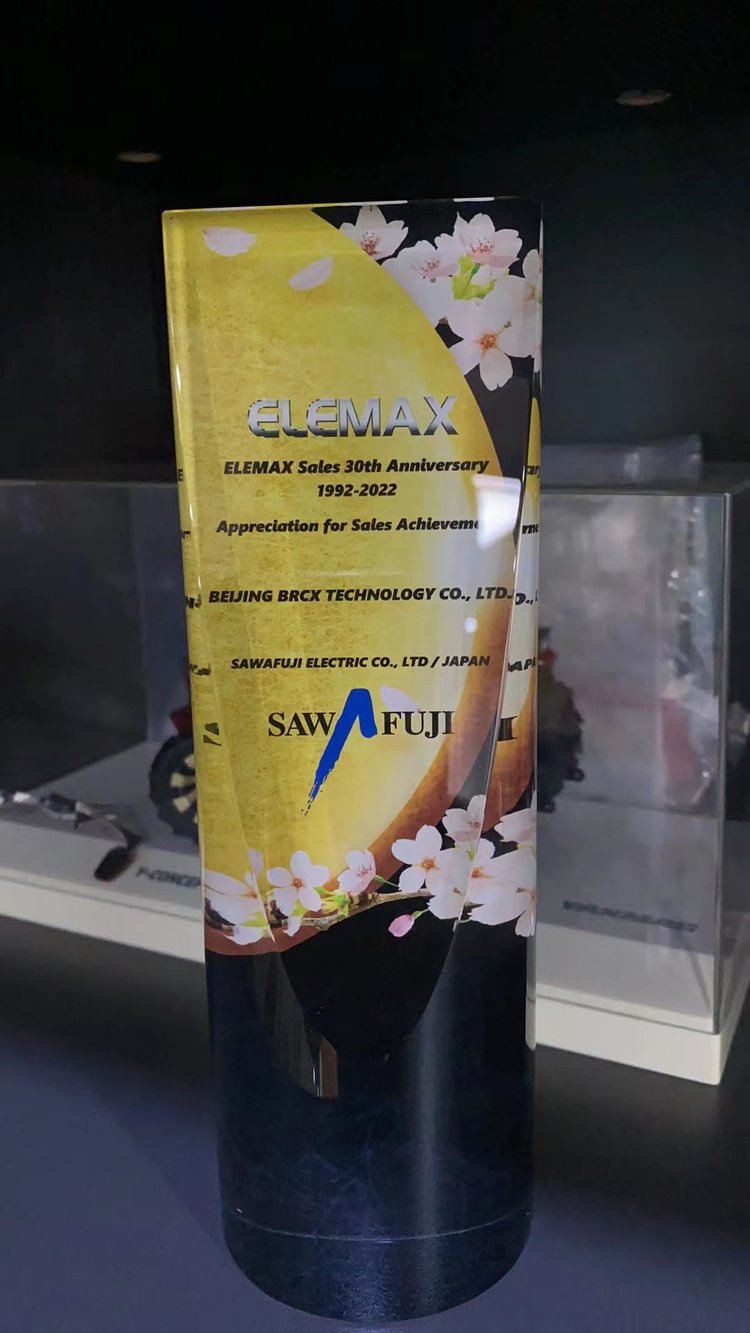 ELEMAX
ELEMAX Sales 30th Anniversary
1992-2022
Appreciation for Sales
BEIJING BRCX TECHNOLOGY CO., LTD.
SAWAFUJI ELECTRIC CO., LTD / JAPAN
SAWAFUJI